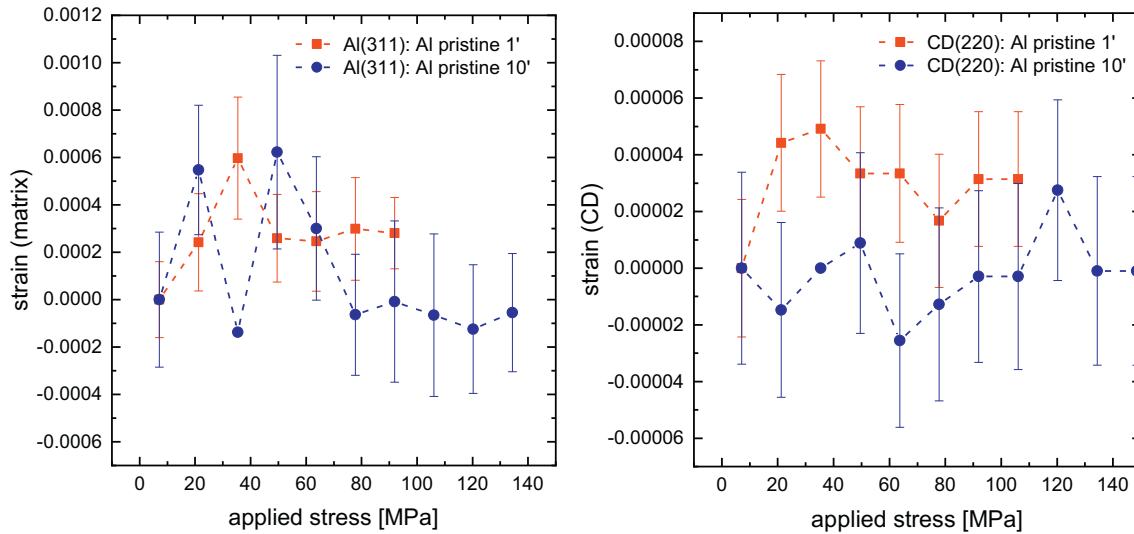 0.0012
0.0010
0.0008
0.0006
0.0004
0.0002
0.0000
-0.0002
-0.0004
-0.0006
strain (matrix)
Al(311): Al pristine 1'
Al(311): Al pristine 10'
0 20 40 60 80 100 120 140
applied stress [MPa]
0.00008
0.00006
0.00004
0.00002
0.00000
-0.00002
-0.00004
-0.00006
strain (CD)
CD(220): Al pristine 1'
CD(220): Al pristine 10'
0 20 40 60 80 100 120 140
applied stress [MPa]